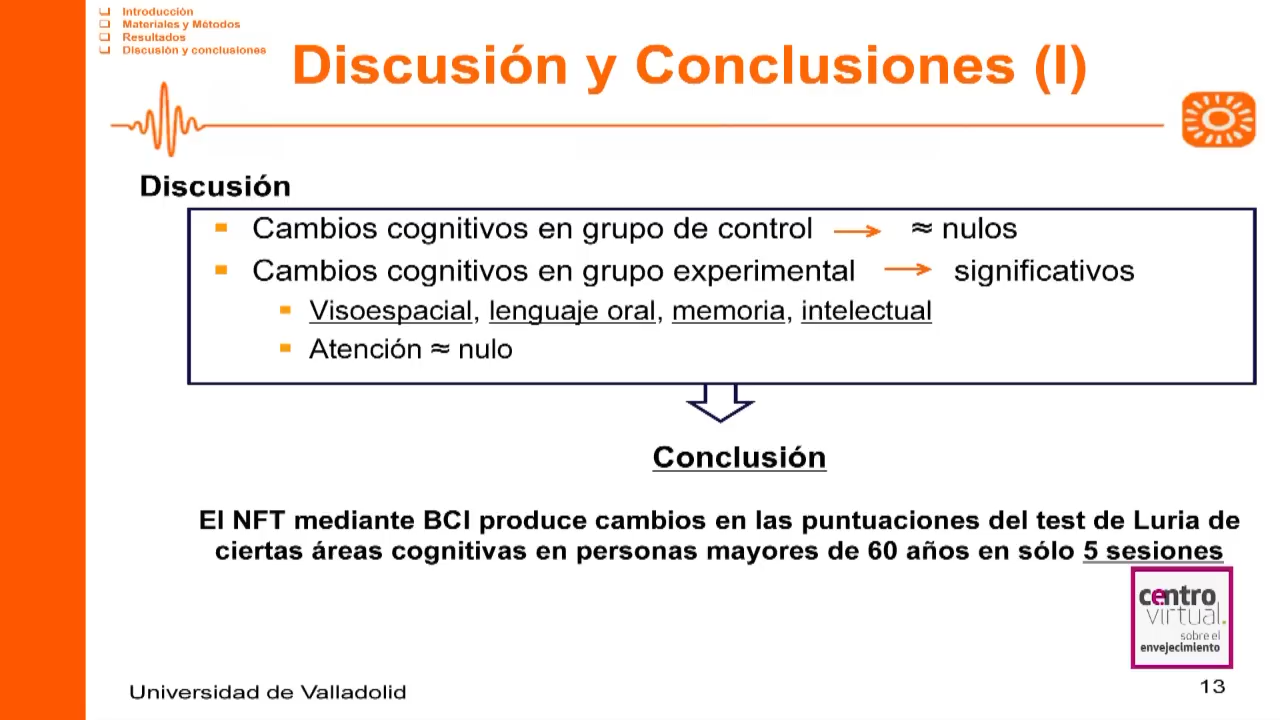 Introducción
Materiales y Métodos
Resultados
Discusión y conclusiones
Discusión y Conclusiones (I)
Discusión
Cambios cognitivos en grupo de control → ≈ nulos
Cambios cognitivos en grupo experimental → significativos
Visoespacial, lenguaje oral, memoria, intelectual
Atención ≈ nulo
Conclusión
El NFT mediante BCI produce cambios en las puntuaciones del test de Luria de
ciertas áreas cognitivas en personas mayores de 60 años en sólo 5 sesiones
centro
virtual.
sobre el
envejecimiento
Universidad de Valladolid
13